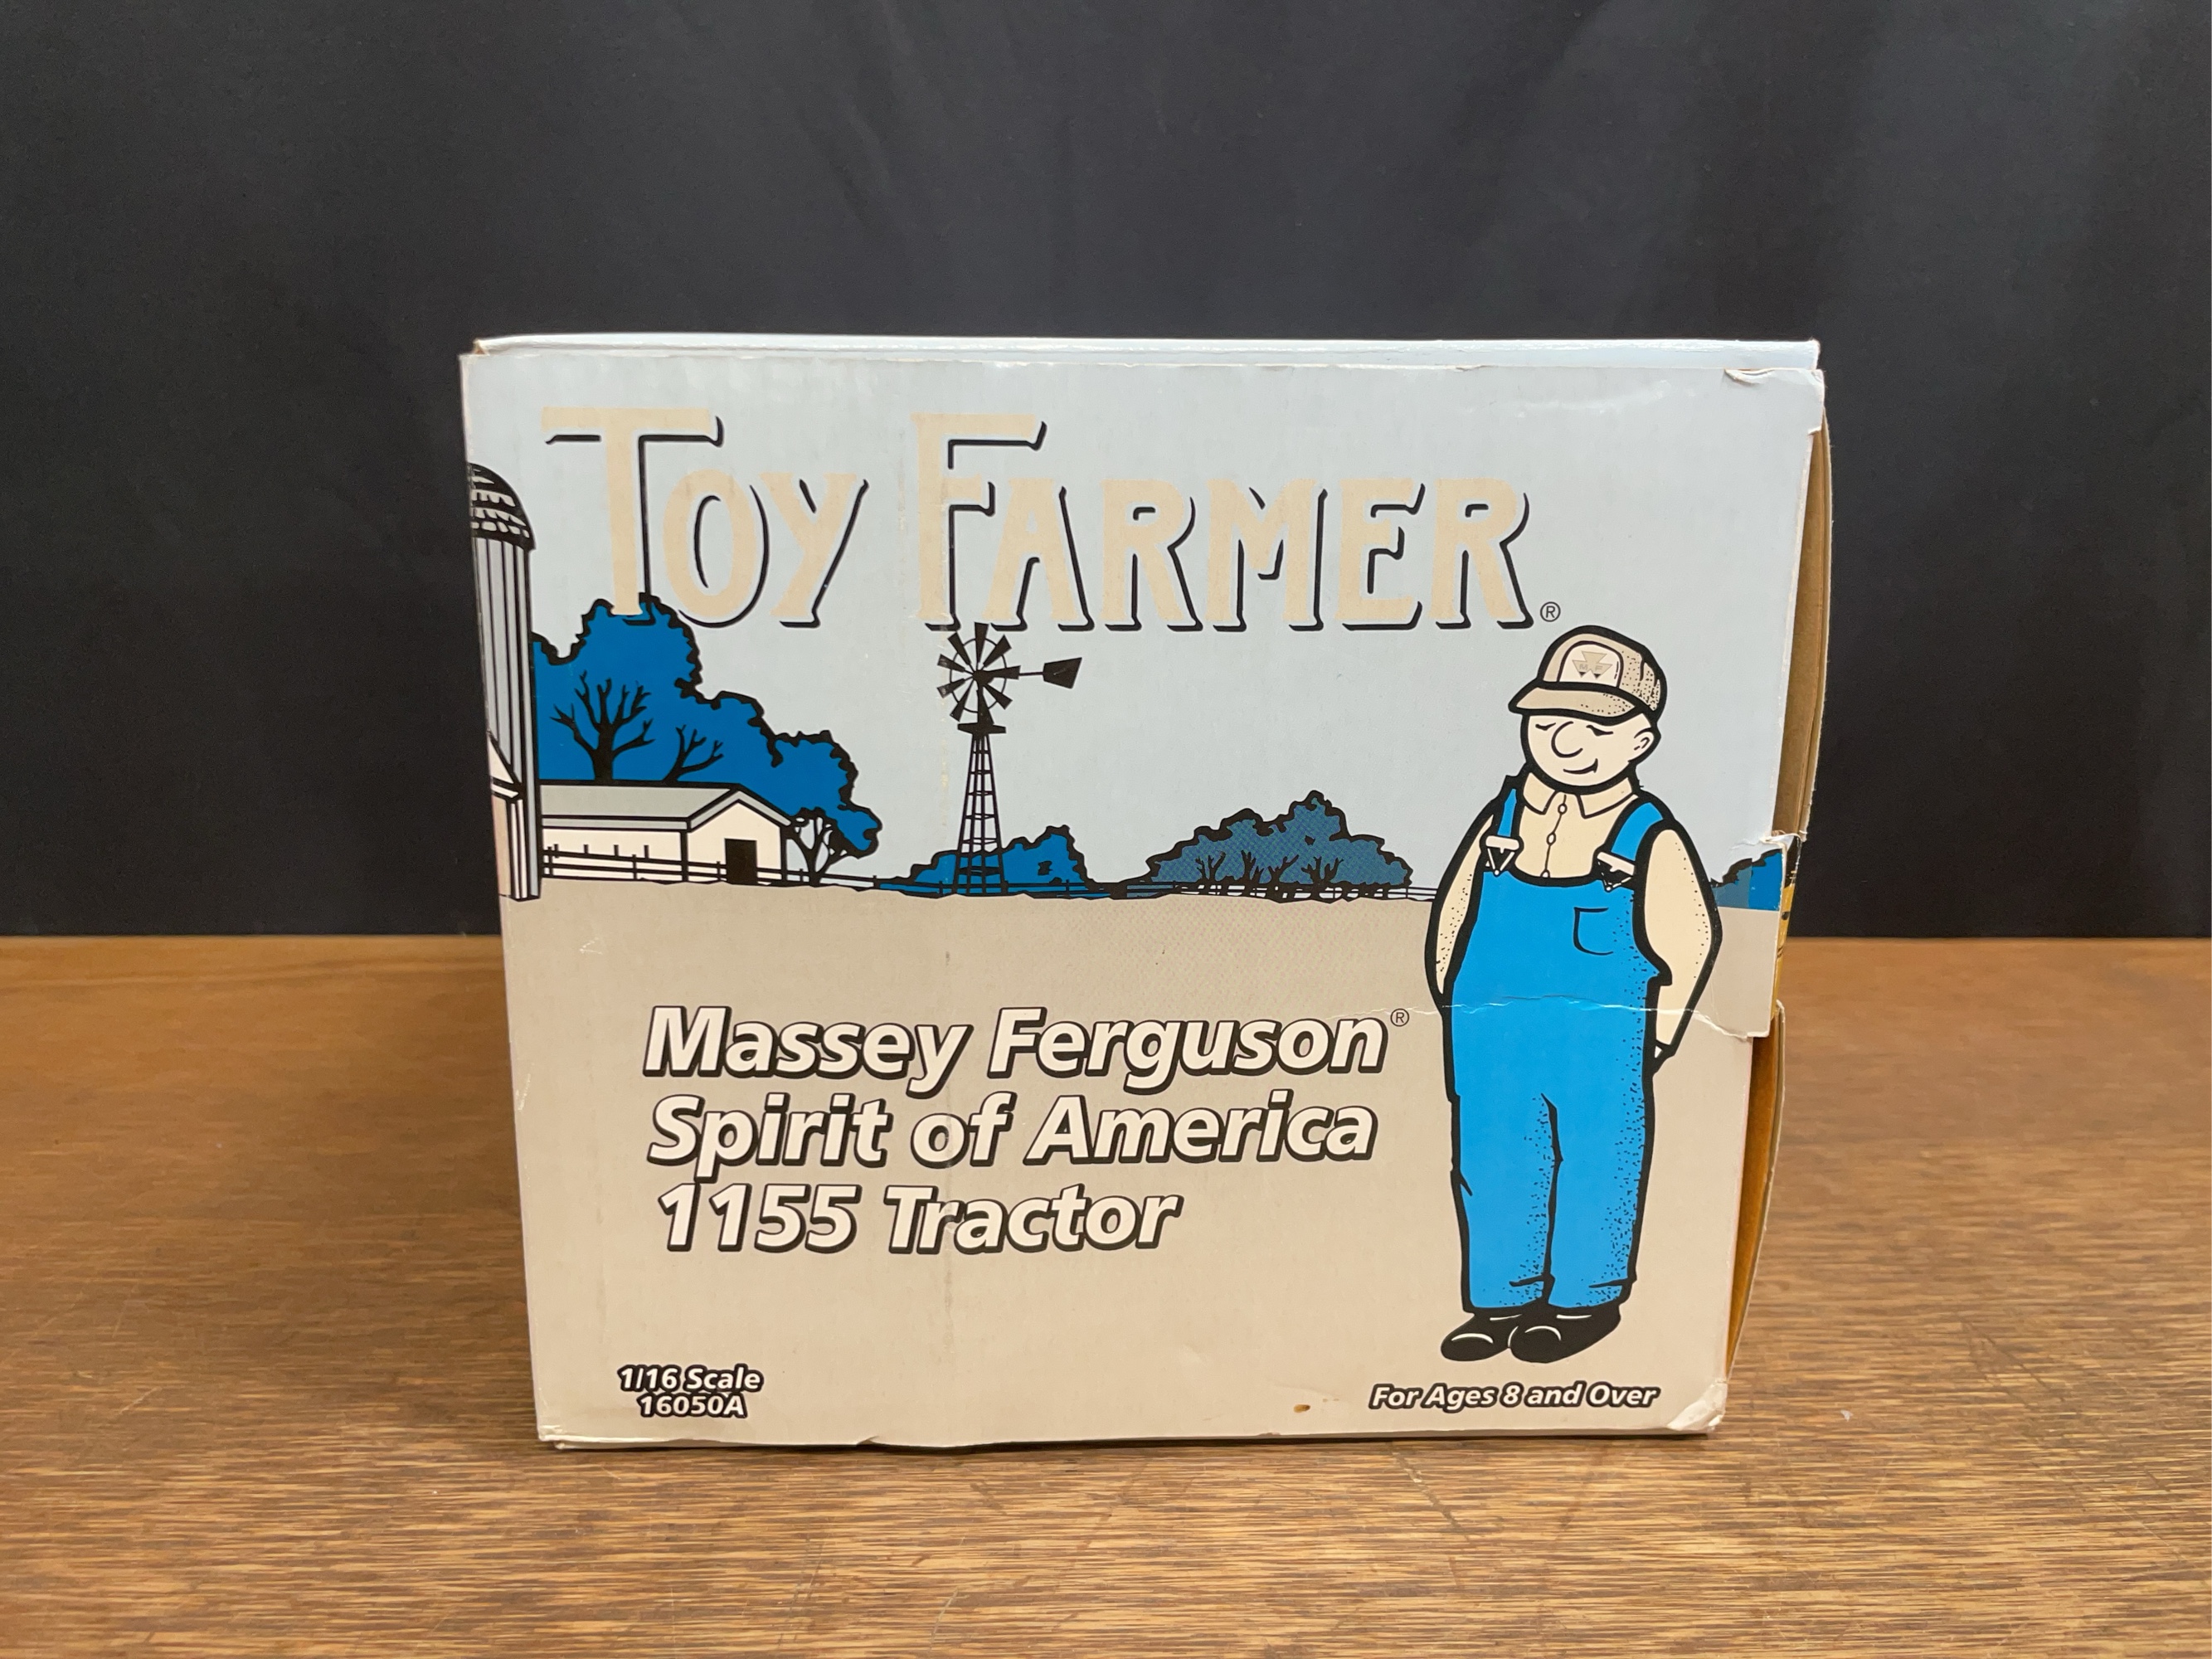 TOY FARMER®
Massey Ferguson®
Spirit of America
1155 Tractor
1/16 Scale
16050A
For Ages 8 and Over